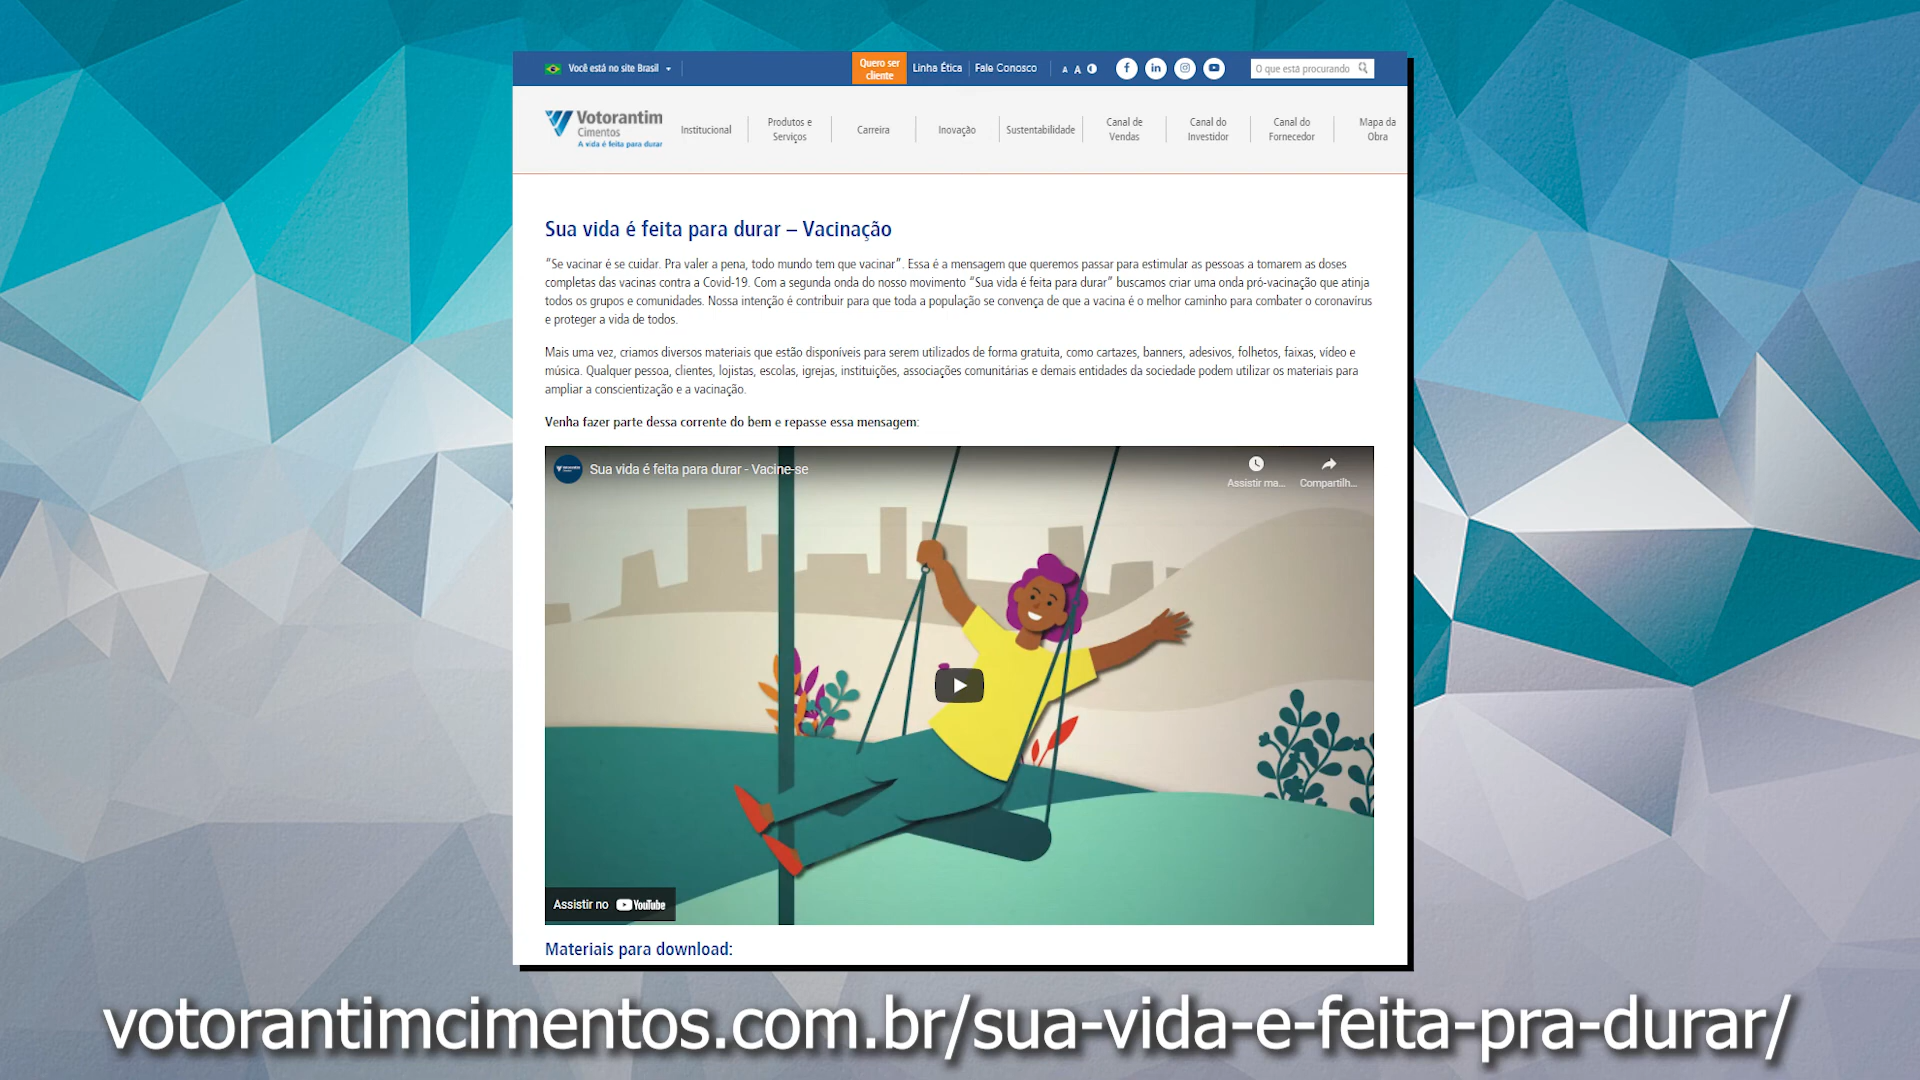 Você está no site Brasil
Quero ser
cliente
Linha Ética
Fale Conosco
A A
O que está procurando
Votorantim
Cimentos
A vida é feita para durar
Institucional
Produtos e
Serviços
Carreira
Inovação
Sustentabilidade
Canal de
Vendas
Canal do
Investidor
Canal do
Fornecedor
Mapa da
Obra
Sua vida é feita para durar – Vacinação
“Se vacinar é se cuidar. Pra valer a pena, todo mundo tem que vacinar”. Essa é a mensagem que queremos passar para estimular as pessoas a tomarem as doses
completas das vacinas contra a Covid-19. Com a segunda onda do nosso movimento “Sua vida é feita para durar” buscamos criar uma onda pró-vacinação que atinja
todos os grupos e comunidades. Nossa intenção é contribuir para que toda a população se convença de que a vacina é o melhor caminho para combater o coronavírus
e proteger a vida de todos.
Mais uma vez, criamos diversos materiais que estão disponíveis para serem utilizados de forma gratuita, como cartazes, banners, adesivos, folhetos, faixas, vídeo e
música. Qualquer pessoa, clientes, lojistas, escolas, igrejas, instituições, associações comunitárias e demais entidades da sociedade podem utilizar os materiais para
ampliar a conscientização e a vacinação.
Venha fazer parte dessa corrente do bem e repasse essa mensagem:
Sua vida é feita para durar - Vacine-se
Assistir ma...
Compartilh...
Assistir no YouTube
Materiais para download:
votorantimcimentos.com.br/sua-vida-e-feita-pra-durar/